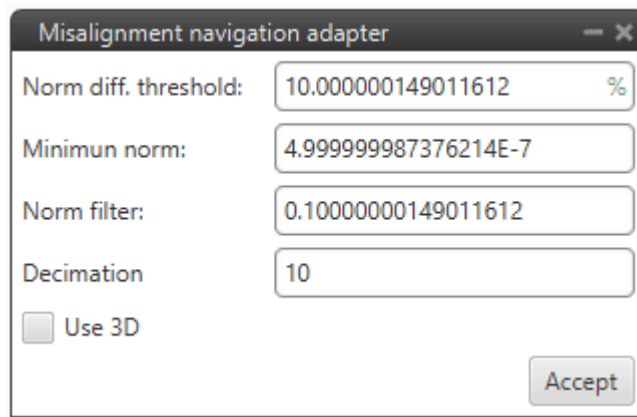 Misalignment navigation adapter
Norm diff. threshold: 10.000000149011612 %
Minimun norm: 4.999999987376214E-7
Norm filter: 0.10000000149011612
Decimation 10
Use 3D
Accept